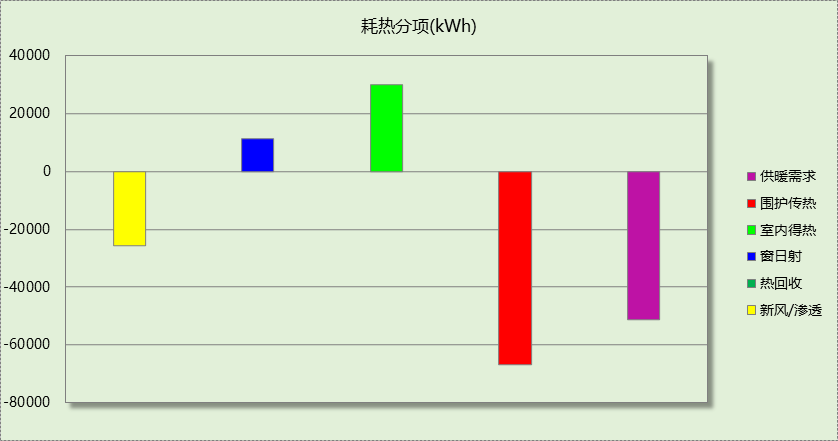 耗热分项(kWh)
40000
20000
0
-20000
-40000
-60000
-80000
供暖需求
围护传热
室内得热
窗日射
热回收
新风/渗透